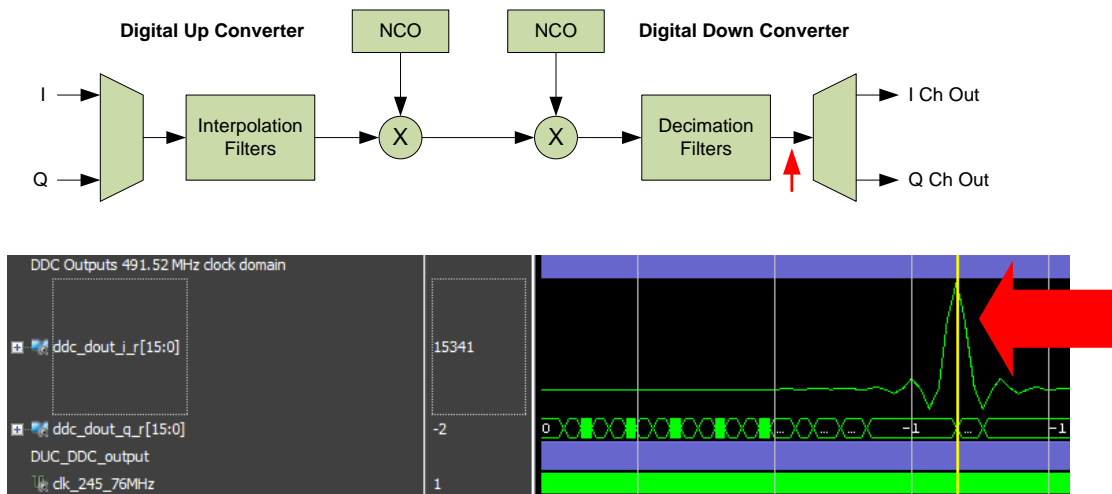 Digital Up Converter
NCO
NCO
Digital Down Converter
I
Q
Interpolation
Filters
X
X
Decimation
Filters
I Ch Out
Q Ch Out
DDC Outputs 491.52 MHz clock domain
ddc_dout_i_r[15:0]
15341
ddc_dout_q_r[15:0]
-2
0
...
...
...
...
-1
...
-1
DUC_DDC_output
clk_245_76MHz
1